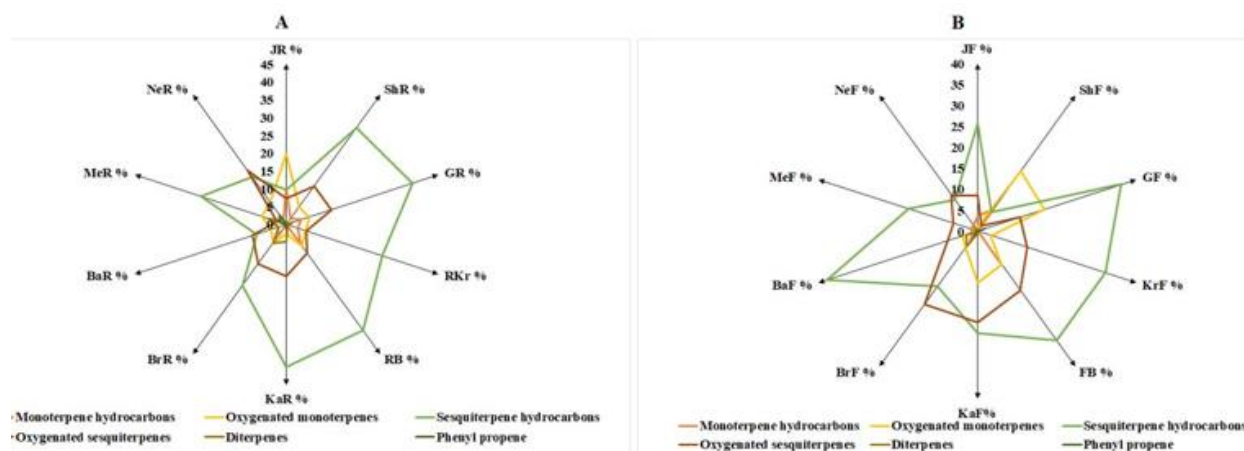 A
JR %
45
40
35
30
25
20
15
10
5
0
ShR %
GR %
RKr %
RB %
KaR %
BrR %
BaR %
McR %
NeR %
Monoterpene hydrocarbons
Oxygenated monoterpenes
Sesquiterpene hydrocarbons
Oxygenated sesquiterpenes
Diterpenes
Phenyl propene
B
JF %
40
35
30
25
20
15
10
5
0
ShF %
GF %
KrF %
FB %
KaF%
BrF %
BaF %
McF %
NeF %
Monoterpene hydrocarbons
Oxygenated monoterpenes
Sesquiterpene hydrocarbons
Oxygenated sesquiterpenes
Diterpenes
Phenyl propene